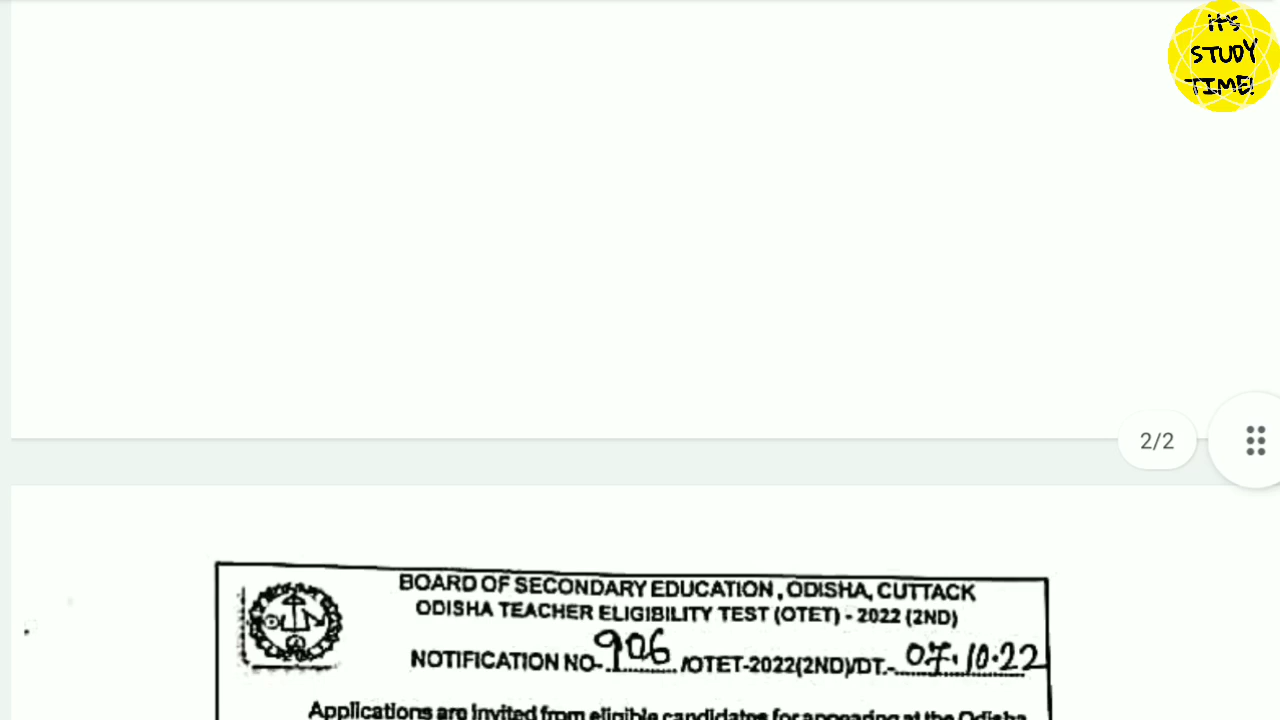 it's
STUDY
TIME!
2/2
BOARD OF SECONDARY EDUCATION, ODISHA, CUTTACK
ODISHA TEACHER ELIGIBILITY TEST (OTET) - 2022 (2ND)
NOTIFICATION NO-906/OTET-2022(2ND)/DT.-07.10.22
Applications are invited from eligible candidates for appearing at the Odisha